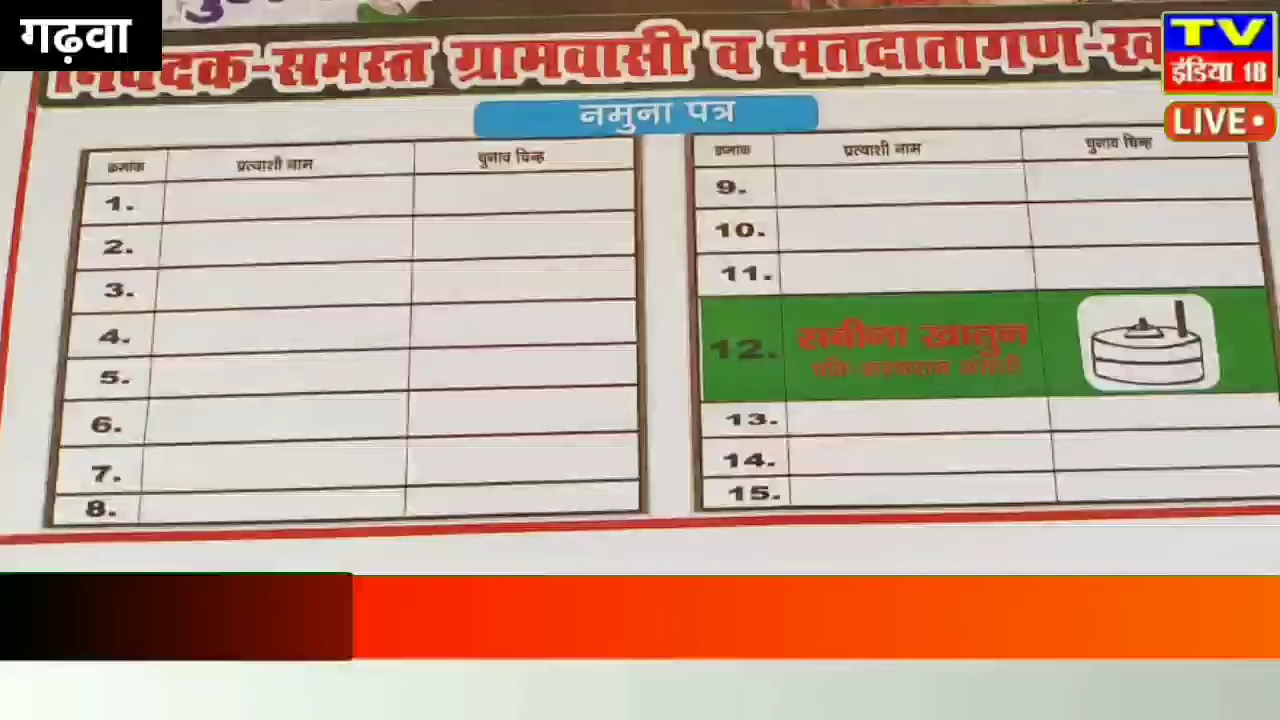 गढ़वा
TV
इंडिया 18
LIVE
निवेदक-समस्त ग्रामवासी व मतदातागण-
नमुना पत्र
क्रमांक प्रत्याशी नाम चुनाव चिन्ह
1.
2.
3.
4.
5.
6.
7.
8.
क्रमांक प्रत्याशी नाम चुनाव चिन्ह
9.
10.
11.
12. सबीना खातुन
13.
14.
15.